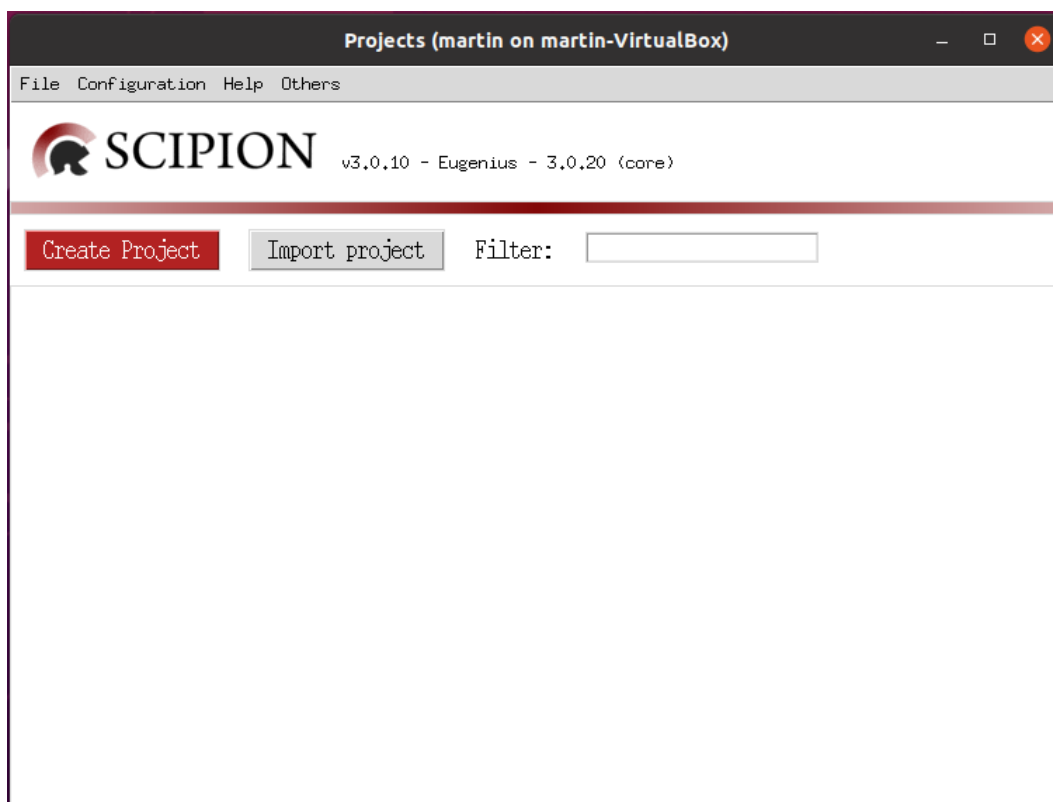 Projects (martin on martin-VirtualBox)
File Configuration Help Others
SCIPION v3.0.10 - Eugenius - 3.0.20 (core)
Create Project Import project Filter: